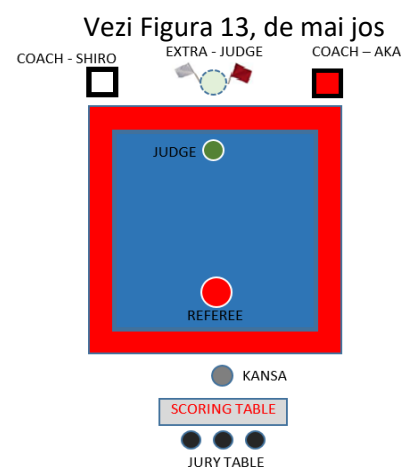 Vezi Figura 13, de mai jos
COACH - SHIRO
EXTRA - JUDGE
COACH – AKA
JUDGE
REFEREE
KANSA
SCORING TABLE
JURY TABLE